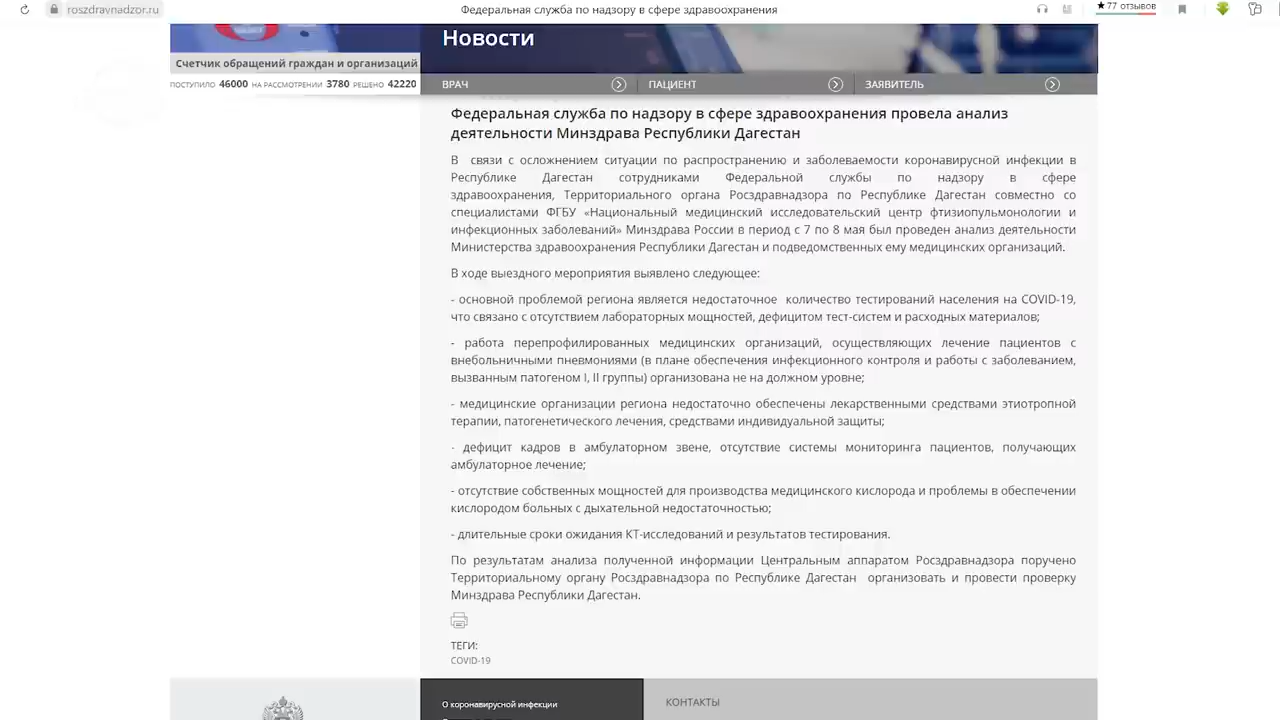 roszdravnadzor.ru
Федеральная служба по надзору в сфере здравоохранения
★77 отзывов
Новости
Счетчик обращений граждан и организаций
ПОСТУПИЛО 46000 НА РАССМОТРЕНИИ 3780 РЕШЕНО 42220
ВРАЧ
ПАЦИЕНТ
ЗАЯВИТЕЛЬ
Федеральная служба по надзору в сфере здравоохранения провела анализ
деятельности Минздрава Республики Дагестан
В связи с осложнением ситуации по распространению и заболеваемости коронавирусной инфекции в
Республике Дагестан сотрудниками Федеральной службы по надзору в сфере
здравоохранения, Территориального органа Росздравнадзора по Республике Дагестан совместно со
специалистами ФГБУ «Национальный медицинский исследовательский центр фтизиопульмонологии и
инфекционных заболеваний» Минздрава России в период с 7 по 8 мая был проведен анализ деятельности
Министерства здравоохранения Республики Дагестан и подведомственных ему медицинских организаций.
В ходе выездного мероприятия выявлено следующее:
- основной проблемой региона является недостаточное количество тестирований населения на COVID-19,
что связано с отсутствием лабораторных мощностей, дефицитом тест-систем и расходных материалов;
- работа перепрофилированных медицинских организаций, осуществляющих лечение пациентов с
внебольничными пневмониями (в плане обеспечения инфекционного контроля и работы с заболеванием,
вызванным патогеном I, II группы) организована не на должном уровне;
- медицинские организации региона недостаточно обеспечены лекарственными средствами этиотропной
терапии, патогенетического лечения, средствами индивидуальной защиты;
- дефицит кадров в амбулаторном звене, отсутствие системы мониторинга пациентов, получающих
амбулаторное лечение;
- отсутствие собственных мощностей для производства медицинского кислорода и проблемы в обеспечении
кислородом больных с дыхательной недостаточностью;
- длительные сроки ожидания КТ-исследований и результатов тестирования.
По результатам анализа полученной информации Центральным аппаратом Росздравнадзора поручено
Территориальному органу Росздравнадзора по Республике Дагестан организовать и провести проверку
Минздрава Республики Дагестан.
ТЕГИ:
COVID-19
О коронавирусной инфекции
КОНТАКТЫ